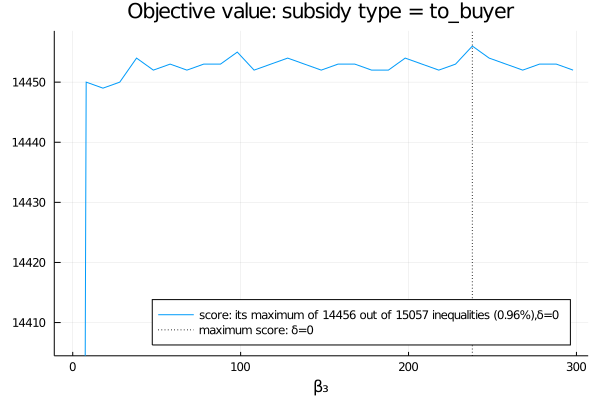 Objective value: subsidy type = to_buyer
14450
14440
14430
14420
14410
score: its maximum of 14456 out of 15057 inequalities (0.96%),δ=0
maximum score: δ=0
0
100
200
300
β₃